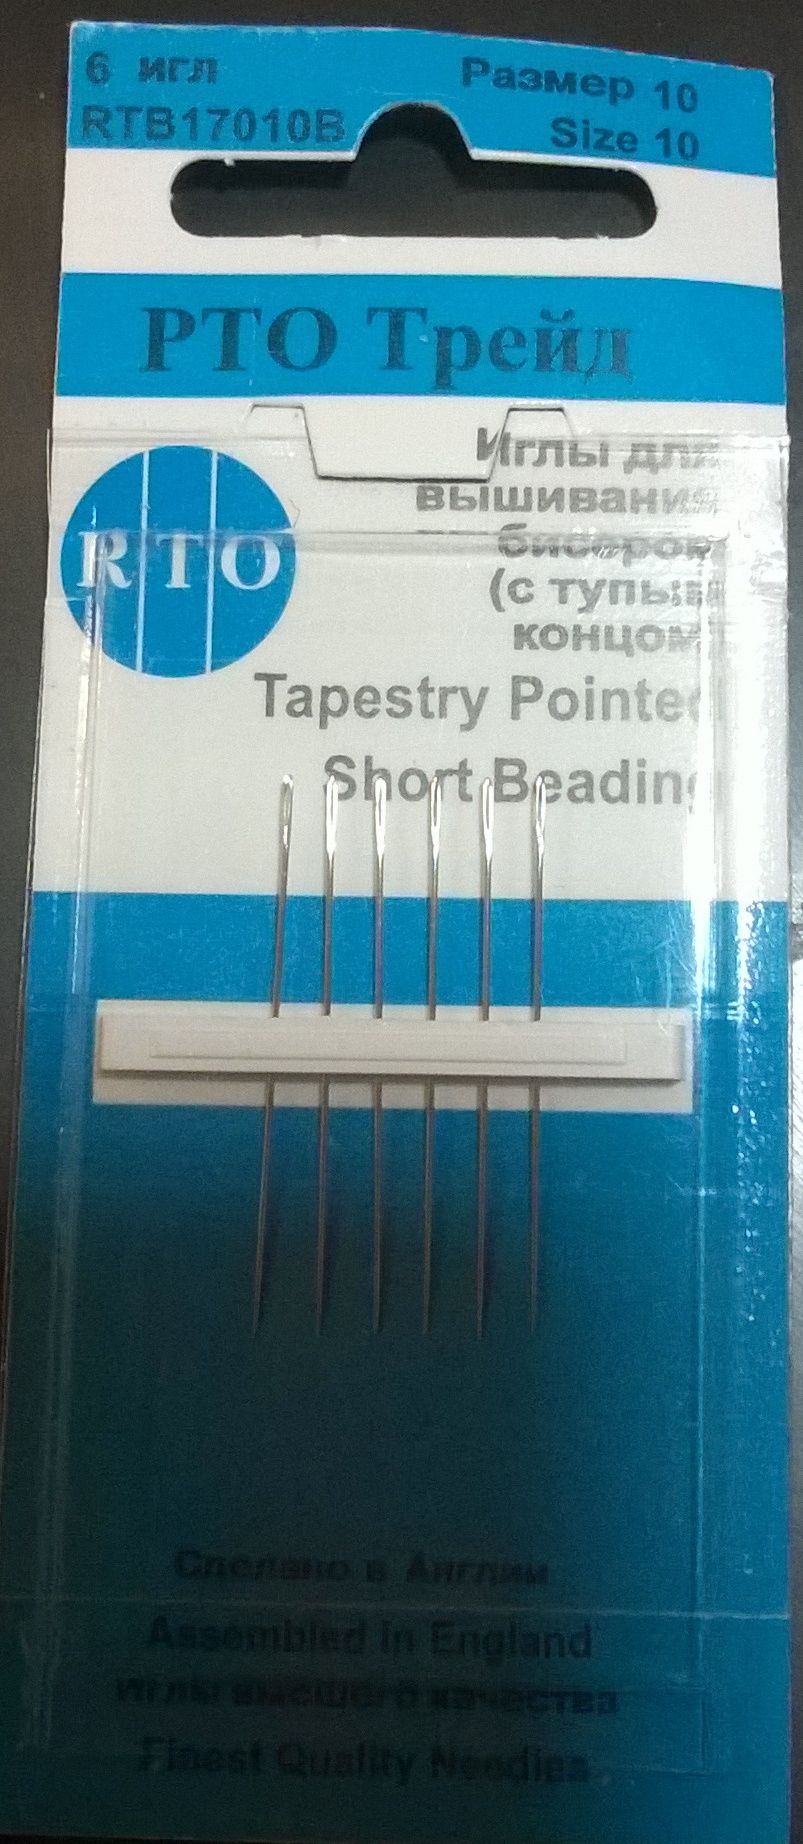 6 игл
Размер 10
RTB17010B
Size 10
РТО Трейд
Иглы для
вышивания
бисером
(с тупым
концом)
RTO
Tapestry Pointed
Short Beading
Сделано в Англии
Assembled in England
Иглы высшего качества
Finest Quality Needles